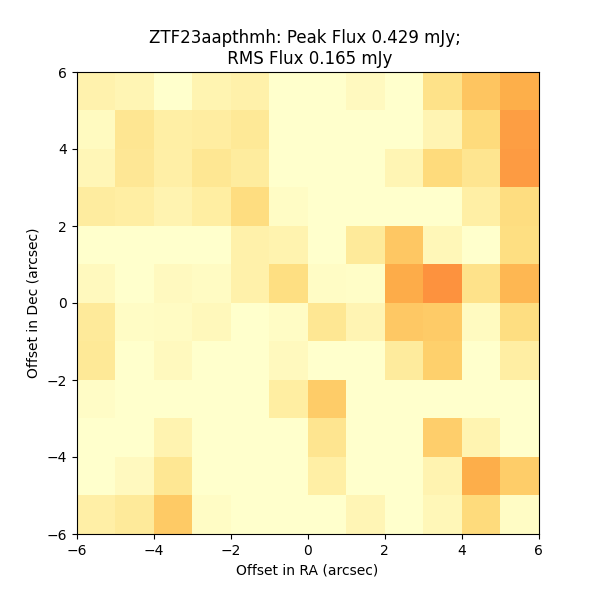 ZTF23aapthmh: Peak Flux 0.429 mJy;
RMS Flux 0.165 mJy
6
4
2
0
−2
−4
−6
Offset in Dec (arcsec)
−6 −4 −2 0 2 4 6
Offset in RA (arcsec)